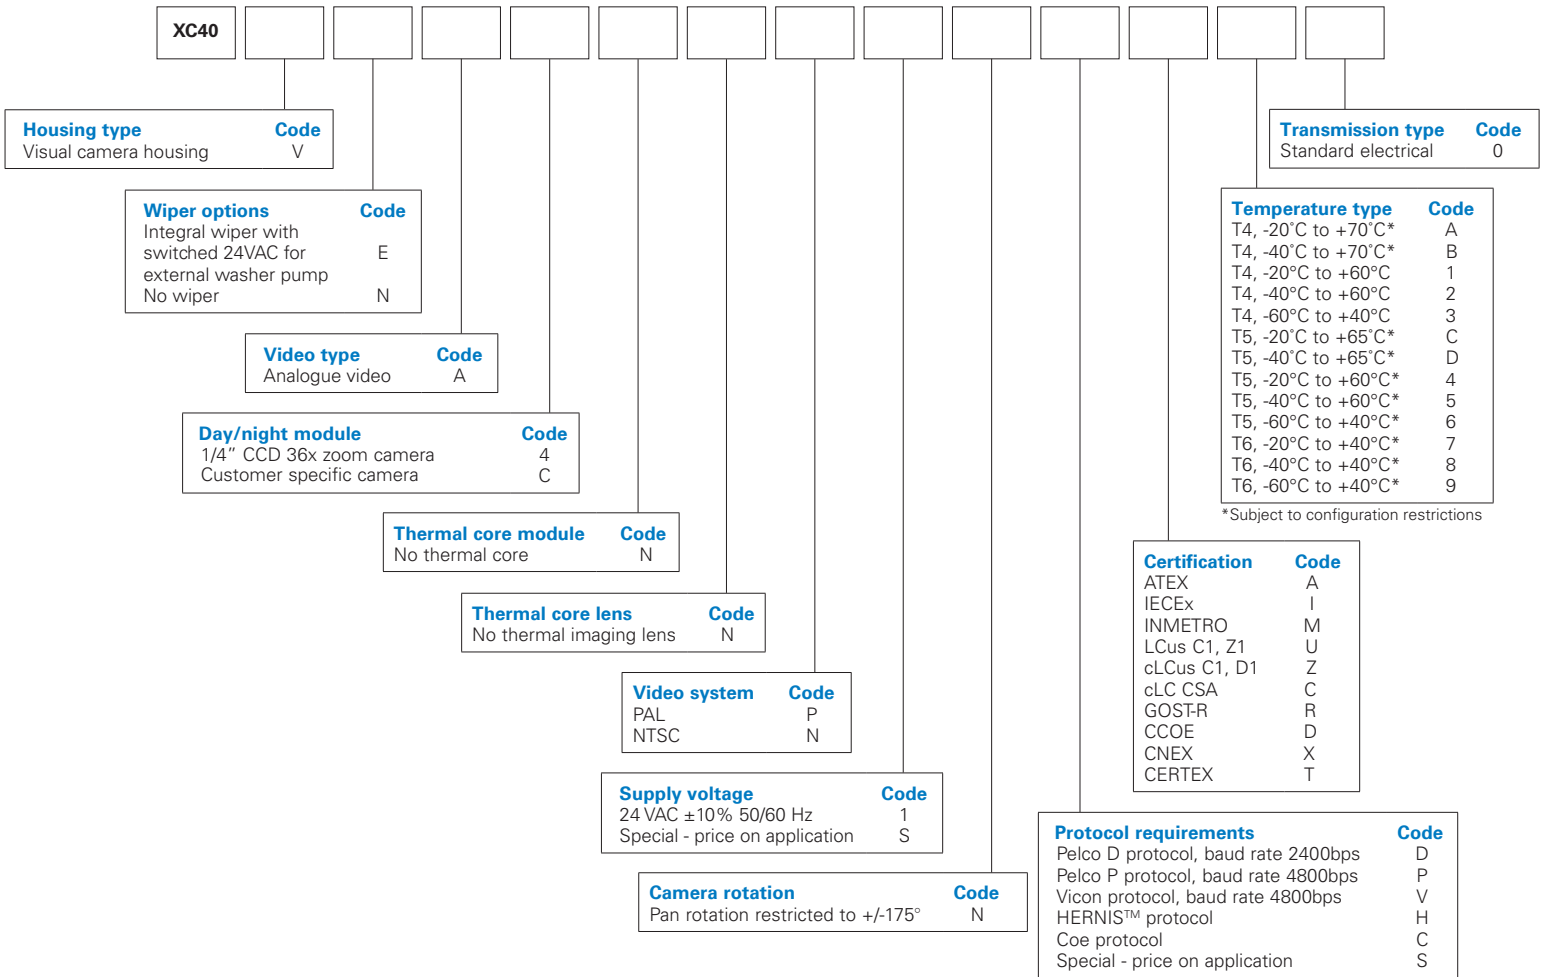 XC40
Housing type Code
Visual camera housing V
Wiper options Code
Integral wiper with
switched 24VAC for E
external washer pump
No wiper N
Video type Code
Analogue video A
Day/night module Code
1/4” CCD 36x zoom camera 4
Customer specific camera C
Thermal core module Code
No thermal core N
Thermal core lens Code
No thermal imaging lens N
Video system Code
PAL P
NTSC N
Supply voltage Code
24 VAC ±10% 50/60 Hz 1
Special - price on application S
Camera rotation Code
Pan rotation restricted to +/-175° N
Transmission type Code
Standard electrical 0
Temperature type Code
T4, -20˚C to +70˚C* A
T4, -40˚C to +70˚C* B
T4, -20°C to +60°C 1
T4, -40°C to +60°C 2
T4, -60°C to +40°C 3
T5, -20˚C to +65˚C* C
T5, -40˚C to +65˚C* D
T5, -20°C to +60°C* 4
T5, -40°C to +60°C* 5
T5, -60°C to +40°C* 6
T6, -20°C to +40°C* 7
T6, -40°C to +40°C* 8
T6, -60°C to +40°C* 9
*Subject to configuration restrictions
Certification Code
ATEX A
IECEx I
INMETRO M
LCus C1, Z1 U
cLCus C1, D1 Z
cLC CSA C
GOST-R R
CCOE D
CNEX X
CERTEX T
Protocol requirements Code
Pelco D protocol, baud rate 2400bps D
Pelco P protocol, baud rate 4800bps P
Vicon protocol, baud rate 4800bps V
HERNIS™ protocol H
Coe protocol C
Special - price on application S